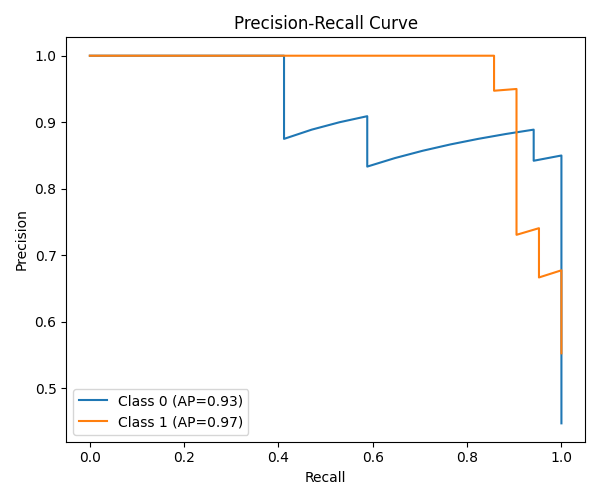 Precision-Recall Curve
Precision
1.0
0.9
0.8
0.7
0.6
0.5
Class 0 (AP=0.93)
Class 1 (AP=0.97)
0.0 0.2 0.4 0.6 0.8 1.0
Recall